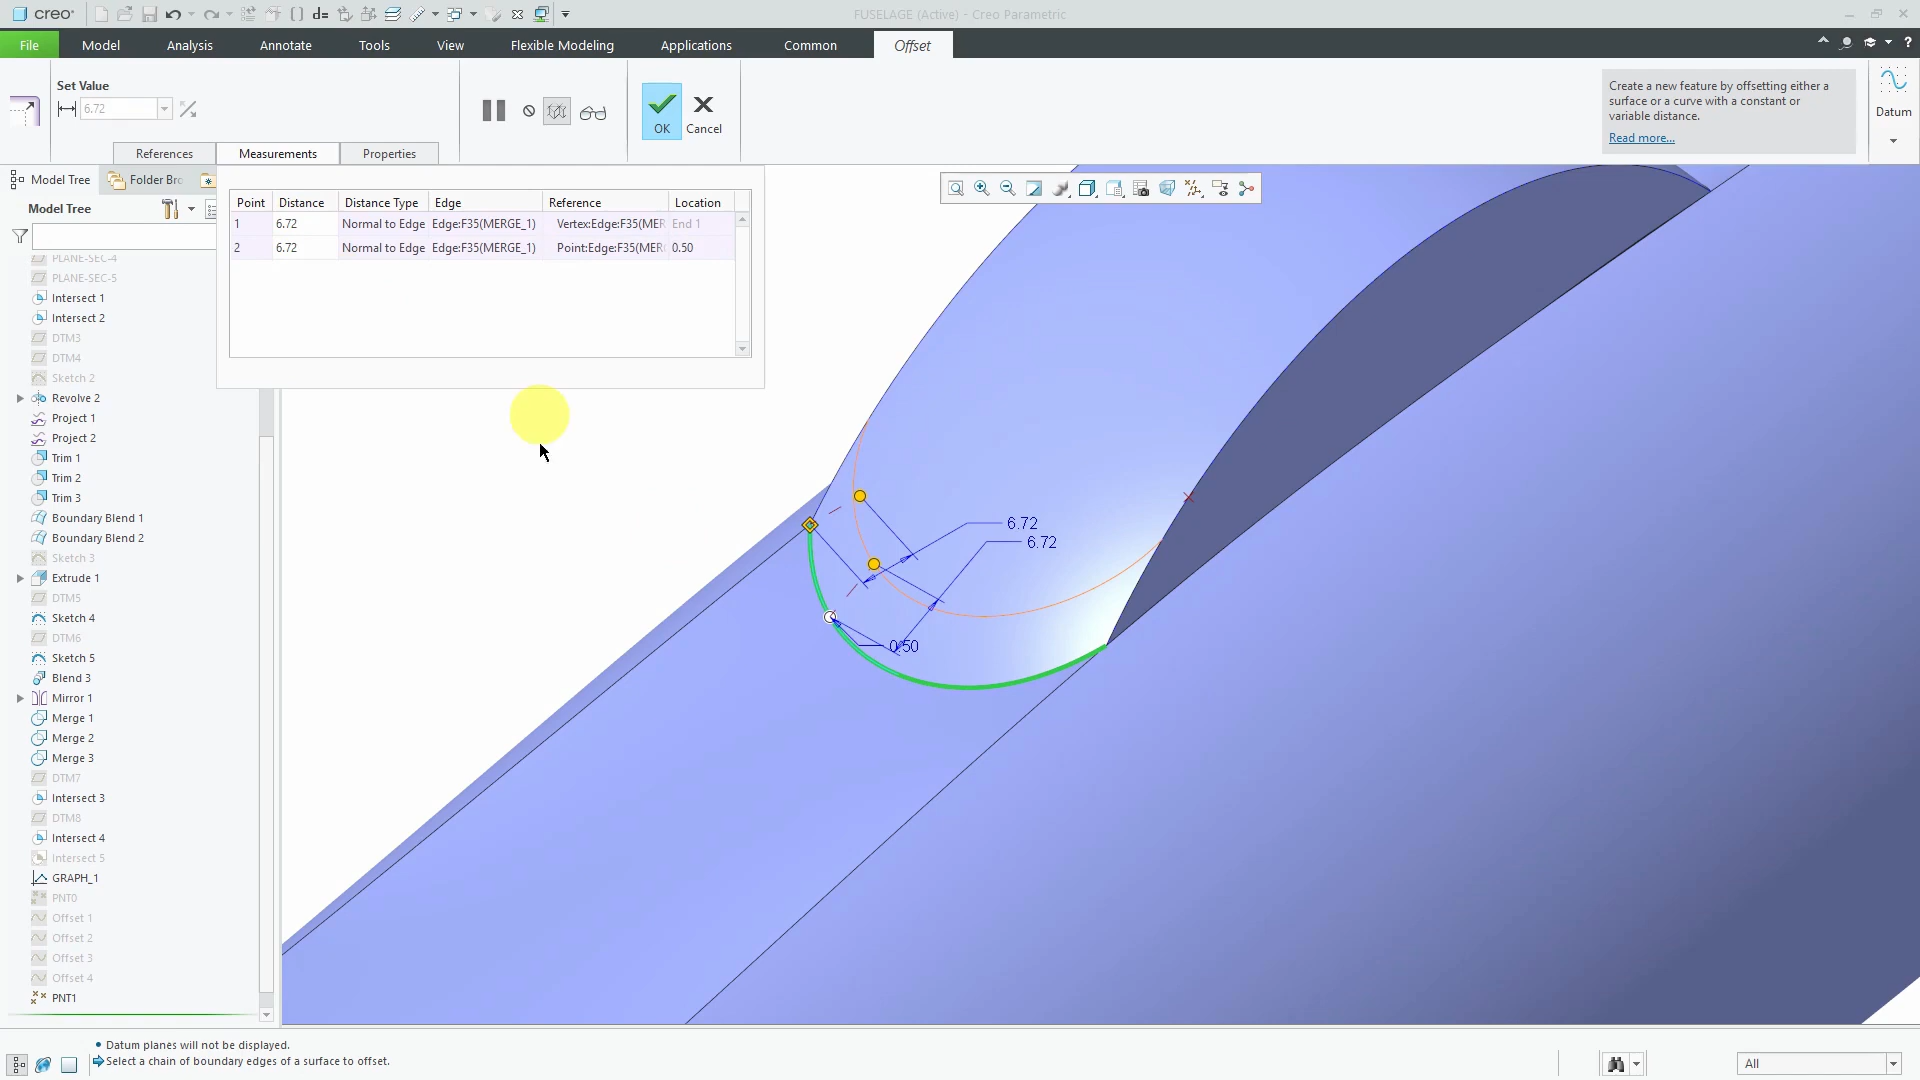 creo
FUSELAGE (Active) - Creo Parametric
File Model Analysis Annotate Tools View Flexible Modeling Applications Common Offset
Set Value
6.72
OK
Cancel
References Measurements Properties
Create a new feature by offsetting either a
surface or a curve with a constant or
variable distance.
Read more...
Datum
Model Tree Folder Bro
Model Tree
Point Distance Distance Type Edge Reference Location
1 6.72 Normal to Edge Edge:F35(MERGE_1) Vertex:Edge:F35(MER End 1
2 6.72 Normal to Edge Edge:F35(MERGE_1) Point:Edge:F35(MER 0.50
PLANE-SEC-4
PLANE-SEC-5
Intersect 1
Intersect 2
DTM3
DTM4
Sketch 2
Revolve 2
Project 1
Project 2
Trim 1
Trim 2
Trim 3
Boundary Blend 1
Boundary Blend 2
Sketch 3
Extrude 1
DTM5
Sketch 4
DTM6
Sketch 5
Blend 3
Mirror 1
Merge 1
Merge 2
Merge 3
DTM7
Intersect 3
DTM8
Intersect 4
Intersect 5
GRAPH_1
PNT0
Offset 1
Offset 2
Offset 3
Offset 4
PNT1
6.72
6.72
0.50
• Datum planes will not be displayed.
Select a chain of boundary edges of a surface to offset.
All